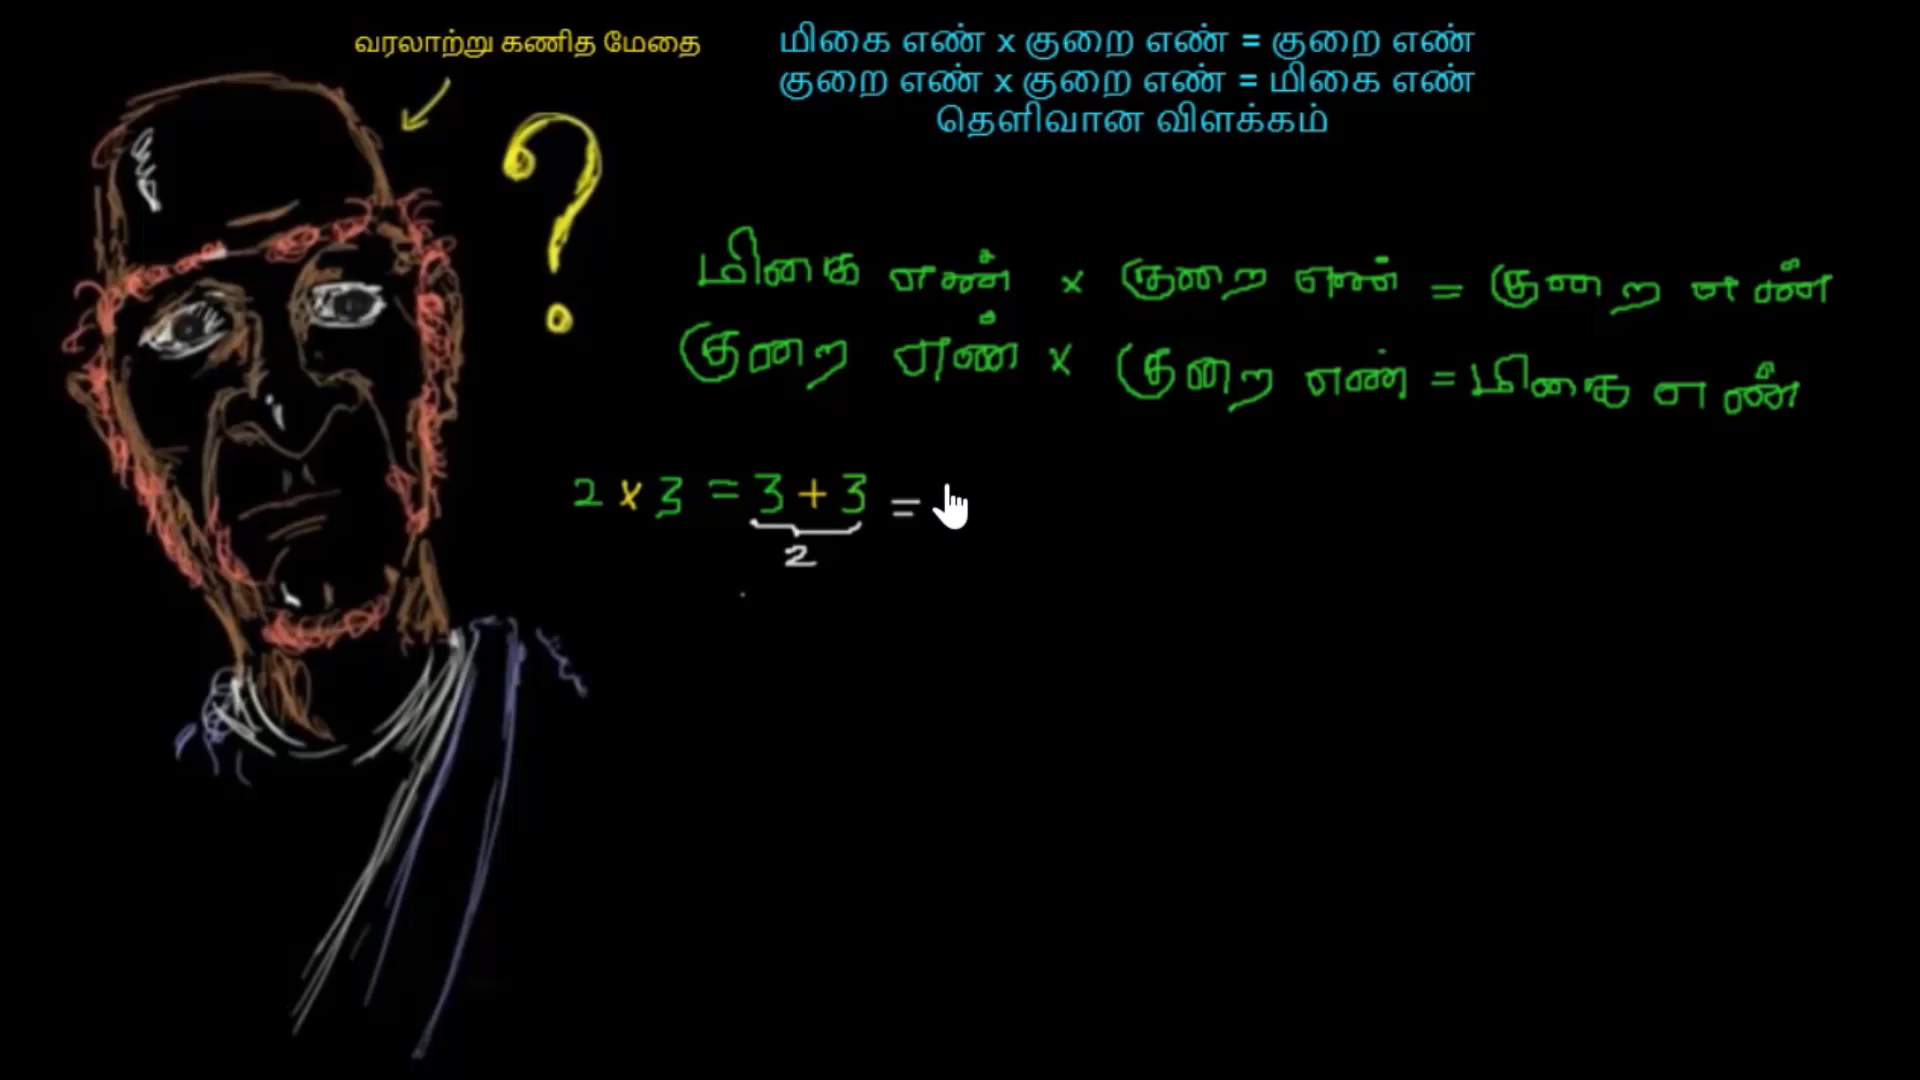 வரலாற்று கணித மேதை
மிகை எண் x குறை எண் = குறை எண்
குறை எண் x குறை எண் = மிகை எண்
தெளிவான விளக்கம்
?
மிகை எண் x குறை எண் = குறை எண்
குறை எண் x குறை எண் = மிகை எண்
2 x 3 = 3 + 3 =
2